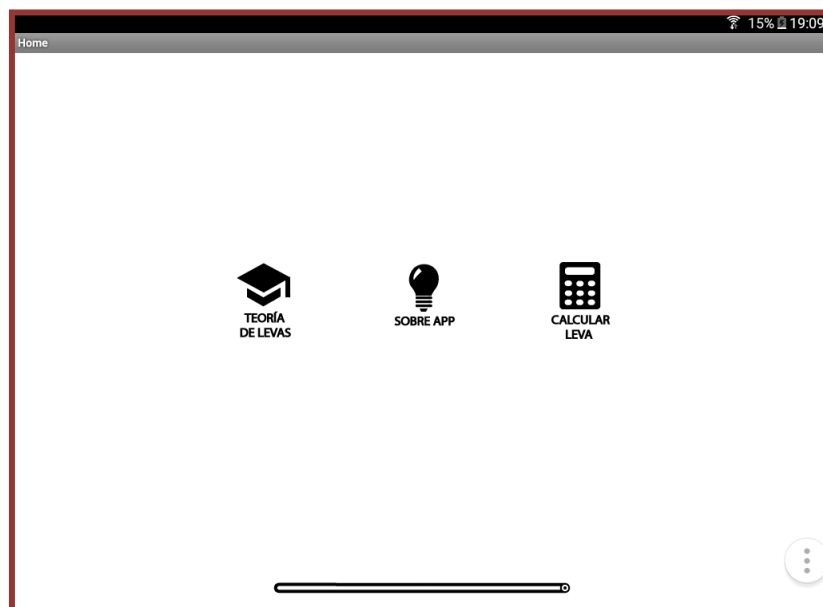 15% 19:09
Home
TEORÍA
DE LEVAS
SOBRE APP
CALCULAR
LEVA